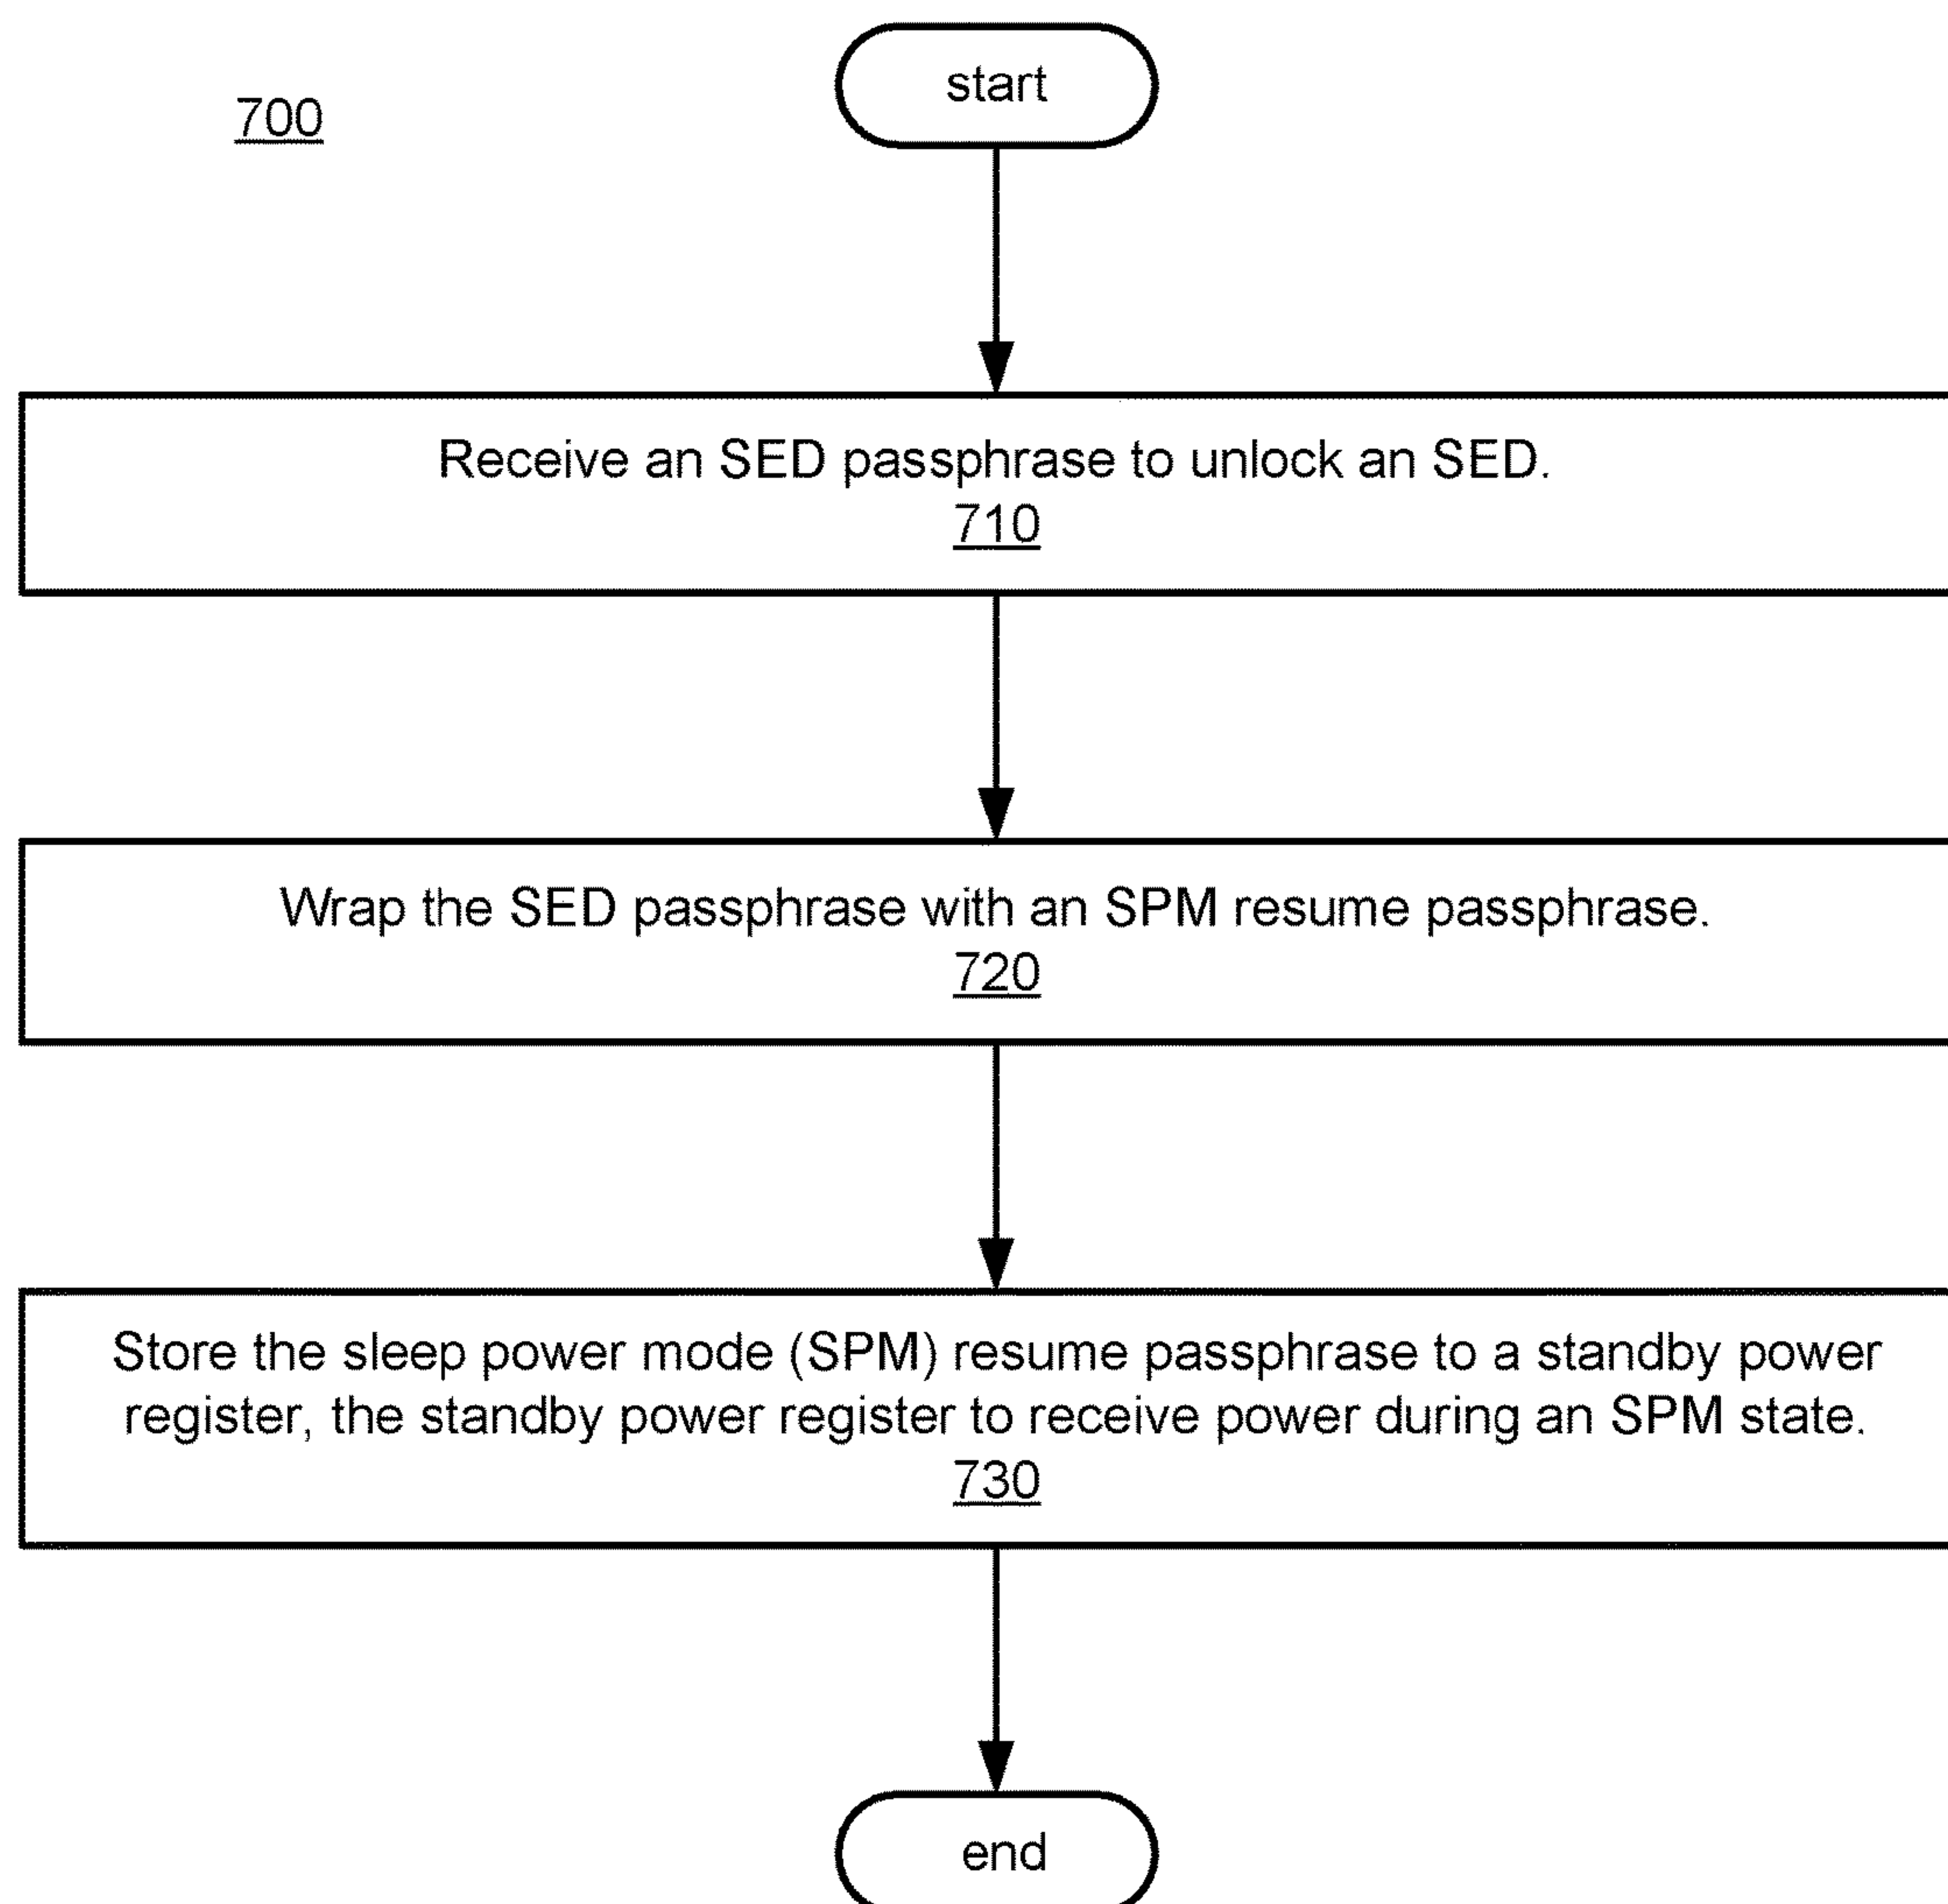 start
700
Receive an SED passphrase to unlock an SED.
710
Wrap the SED passphrase with an SPM resume passphrase.
720
Store the sleep power mode (SPM) resume passphrase to a standby power
register, the standby power register to receive power during an SPM state.
730
end